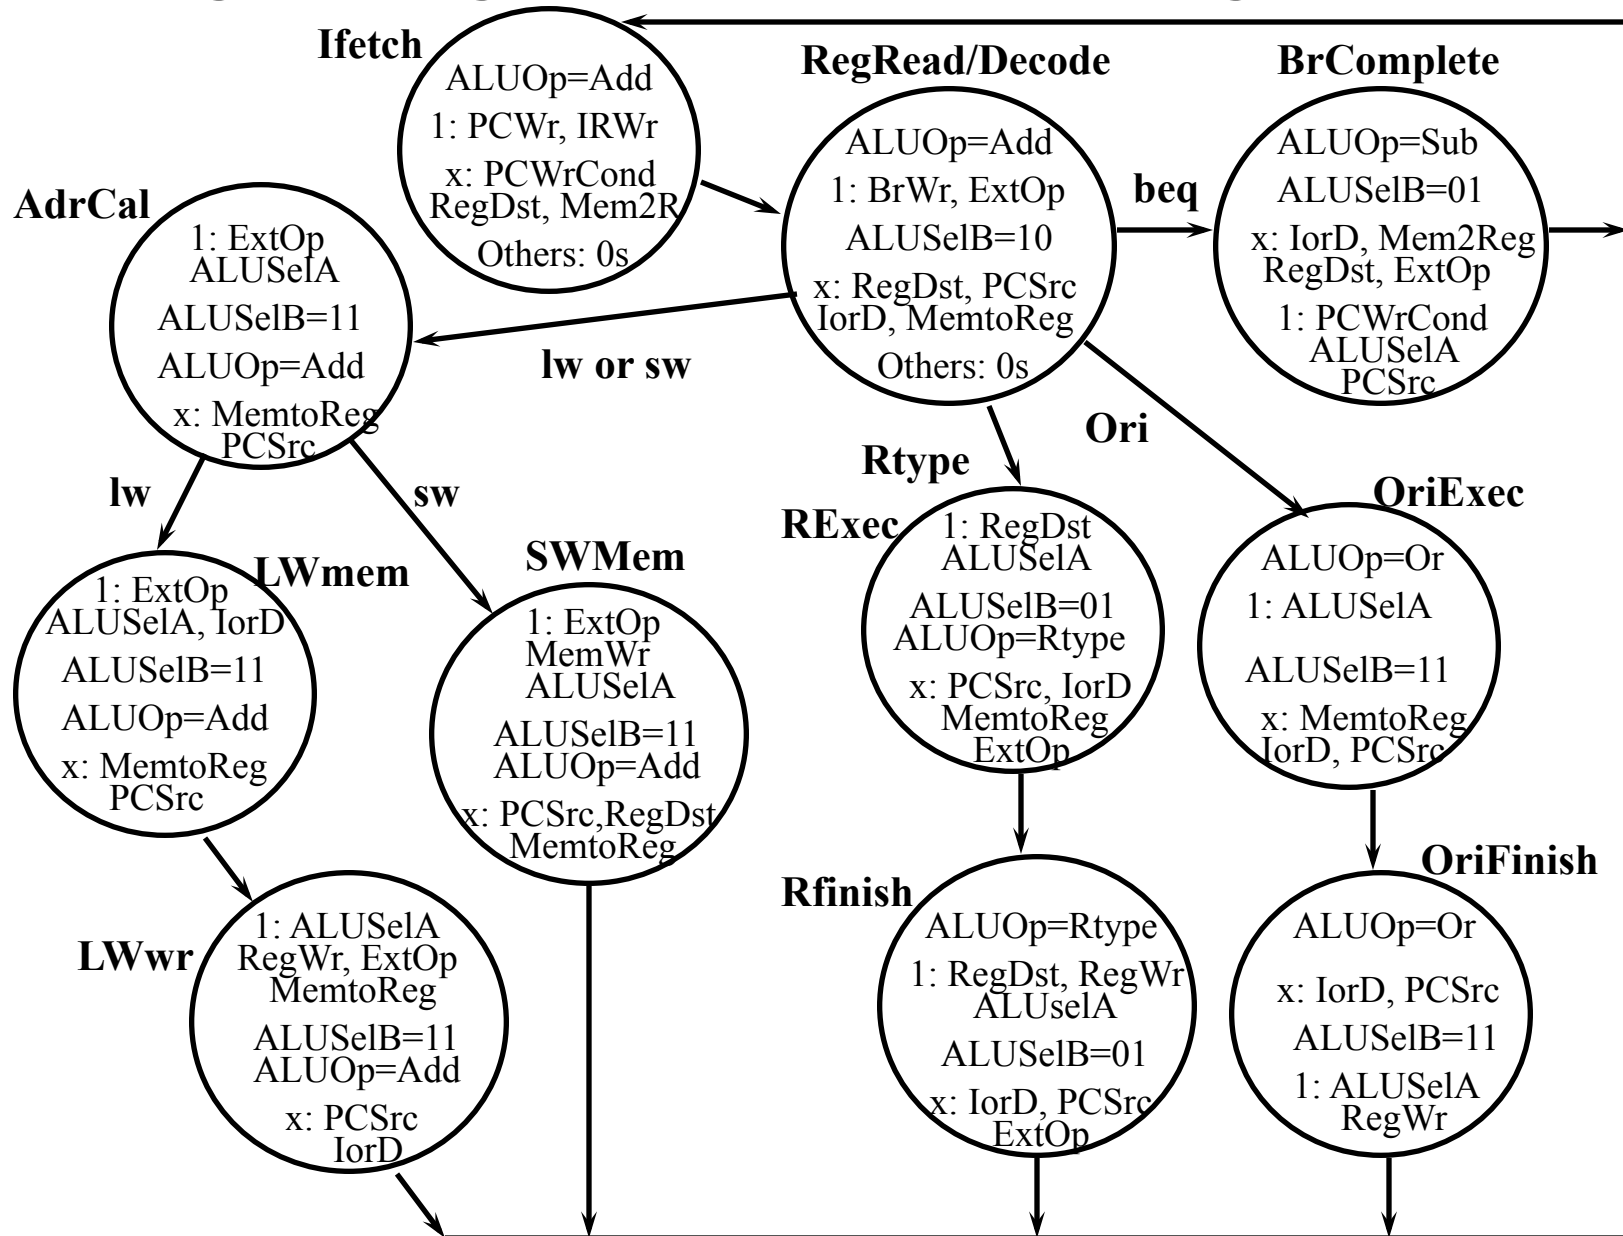 Ifetch
ALUOp=Add
1: PCWr, IRWr
x: PCWrCond
RegDst, Mem2R
Others: 0s
RegRead/Decode
ALUOp=Add
1: BrWr, ExtOp
ALUSelB=10
x: RegDst, PCSrc
IorD, MemtoReg
Others: 0s
beq
BrComplete
ALUOp=Sub
ALUSelB=01
x: IorD, Mem2Reg
RegDst, ExtOp
1: PCWrCond
ALUSelA
PCSrc
AdrCal
1: ExtOp
ALUSelA
ALUSelB=11
ALUOp=Add
x: MemtoReg
PCSrc
lw or sw
lw
sw
Ori
Rtype
LWmem
1: ExtOp
ALUSelA, IorD
ALUSelB=11
ALUOp=Add
x: MemtoReg
PCSrc
SWMem
1: ExtOp
MemWr
ALUSelA
ALUSelB=11
ALUOp=Add
x: PCSrc,RegDst
MemtoReg
RExec
1: RegDst
ALUSelA
ALUSelB=01
ALUOp=Rtype
x: PCSrc, IorD
MemtoReg
ExtOp
OriExec
ALUOp=Or
1: ALUSelA
ALUSelB=11
x: MemtoReg
IorD, PCSrc
LWwr
1: ALUSelA
RegWr, ExtOp
MemtoReg
ALUSelB=11
ALUOp=Add
x: PCSrc
IorD
Rfinish
ALUOp=Rtype
1: RegDst, RegWr
ALUselA
ALUSelB=01
x: IorD, PCSrc
ExtOp
OriFinish
ALUOp=Or
x: IorD, PCSrc
ALUSelB=11
1: ALUSelA
RegWr